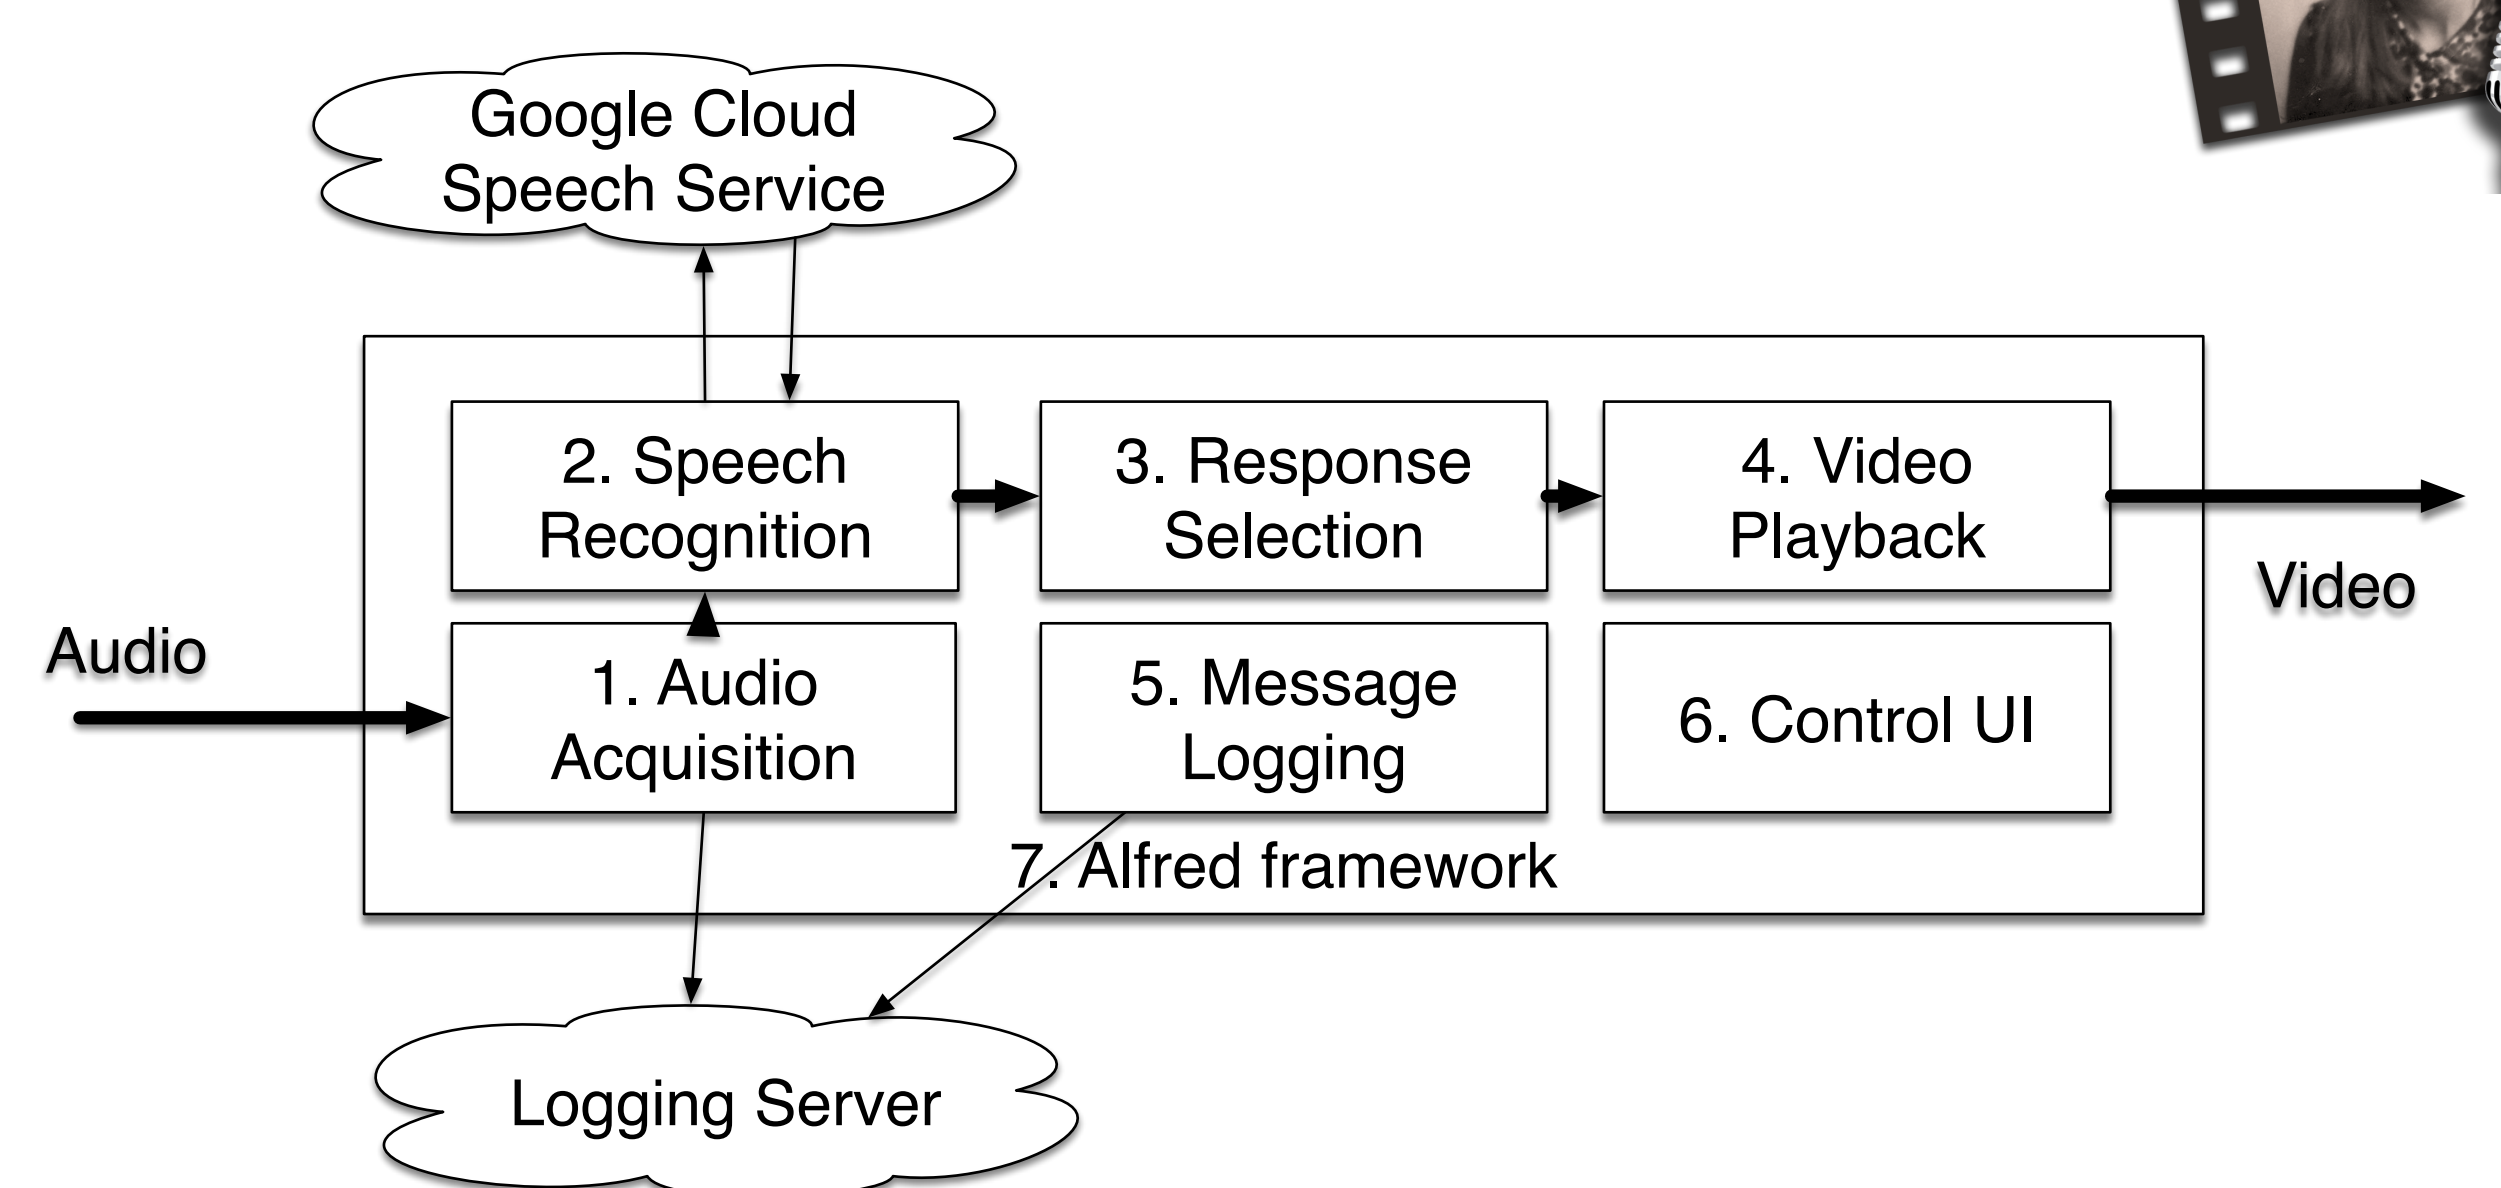 Google Cloud
Speech Service
2. Speech
Recognition
3. Response
Selection
4. Video
Playback
Video
Audio
1. Audio
Acquisition
5. Message
Logging
6. Control UI
7. Alfred framework
Logging Server